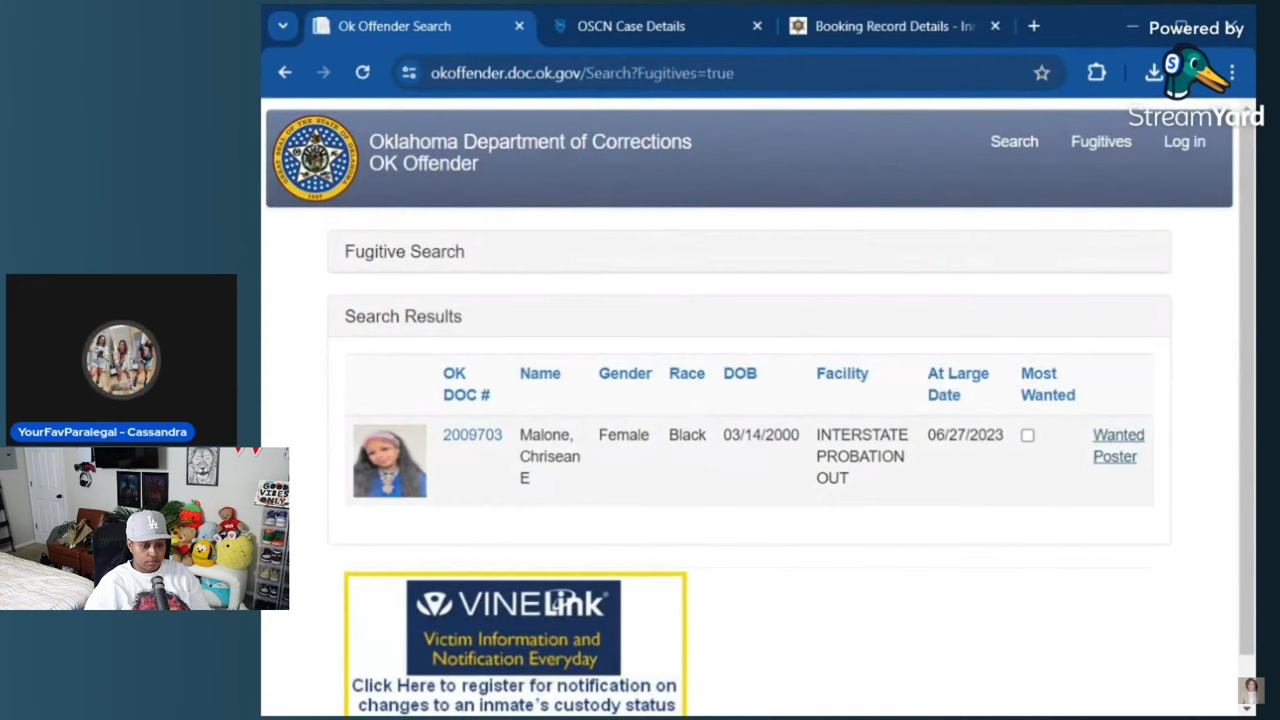 Ok Offender Search
OSCN Case Details
Booking Record Details - In
Powered by
okoffender.doc.ok.gov/Search?Fugitives=true
StreamYard
Oklahoma Department of Corrections
OK Offender
Search
Fugitives
Log in
Fugitive Search
Search Results
OK DOC #
Name
Gender
Race
DOB
Facility
At Large Date
Most Wanted
2009703
Malone, Chrisean E
Female
Black
03/14/2000
INTERSTATE PROBATION OUT
06/27/2023
Wanted Poster
YourFavParalegal - Cassandra
GOOD
VIBES
ONLY
LA
VINELink
Victim Information and
Notification Everyday
Click Here to register for notification on
changes to an inmate's custody status